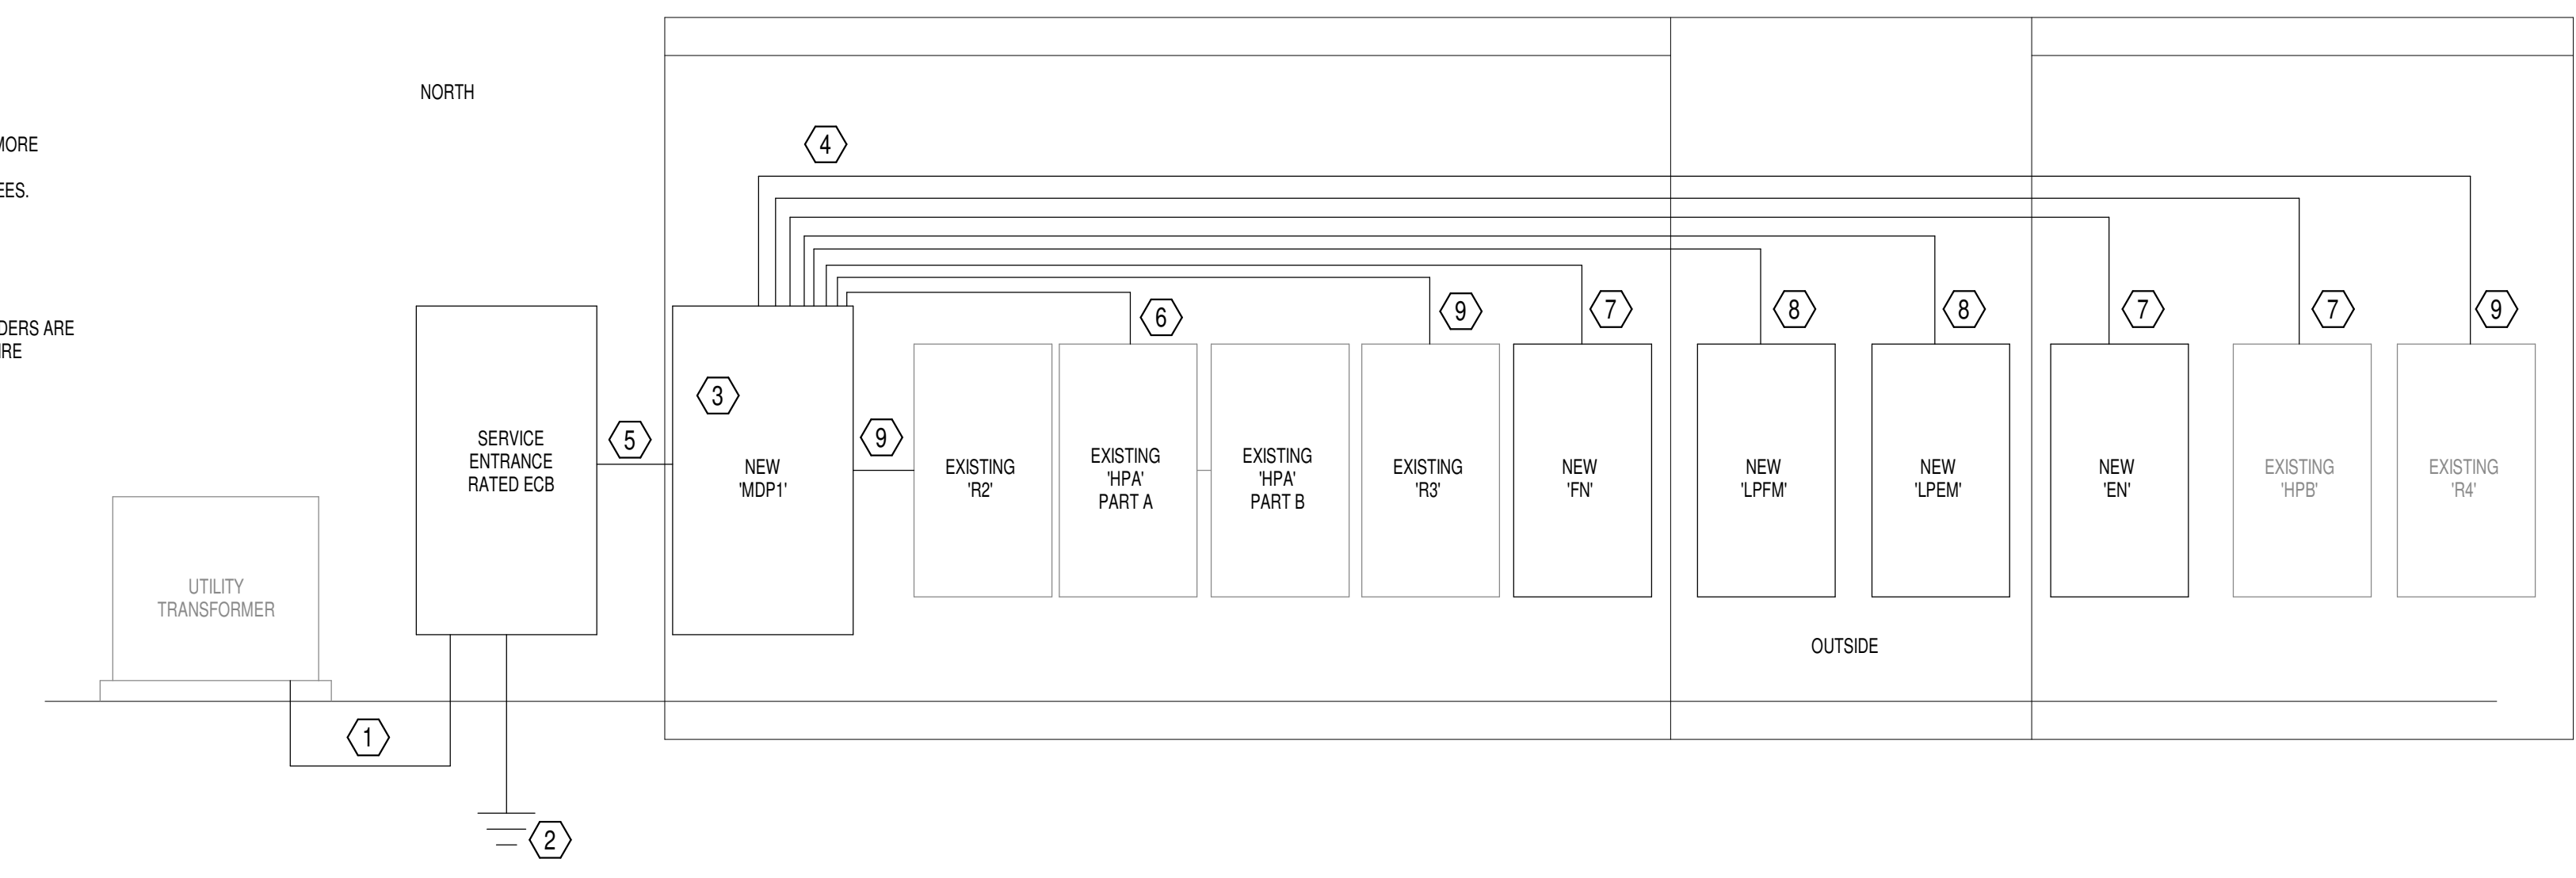 NORTH
MORE
EES.
DERS ARE
IRE
4
6
9
7
8
8
7
7
9
3
5
9
SERVICE
ENTRANCE
RATED ECB
NEW
'MDP1'
EXISTING
'R2'
EXISTING
'HPA'
PART A
EXISTING
'HPA'
PART B
EXISTING
'R3'
NEW
'FN'
NEW
'LPFM'
NEW
'LPEM'
NEW
'EN'
EXISTING
'HPB'
EXISTING
'R4'
UTILITY
TRANSFORMER
OUTSIDE
1
2